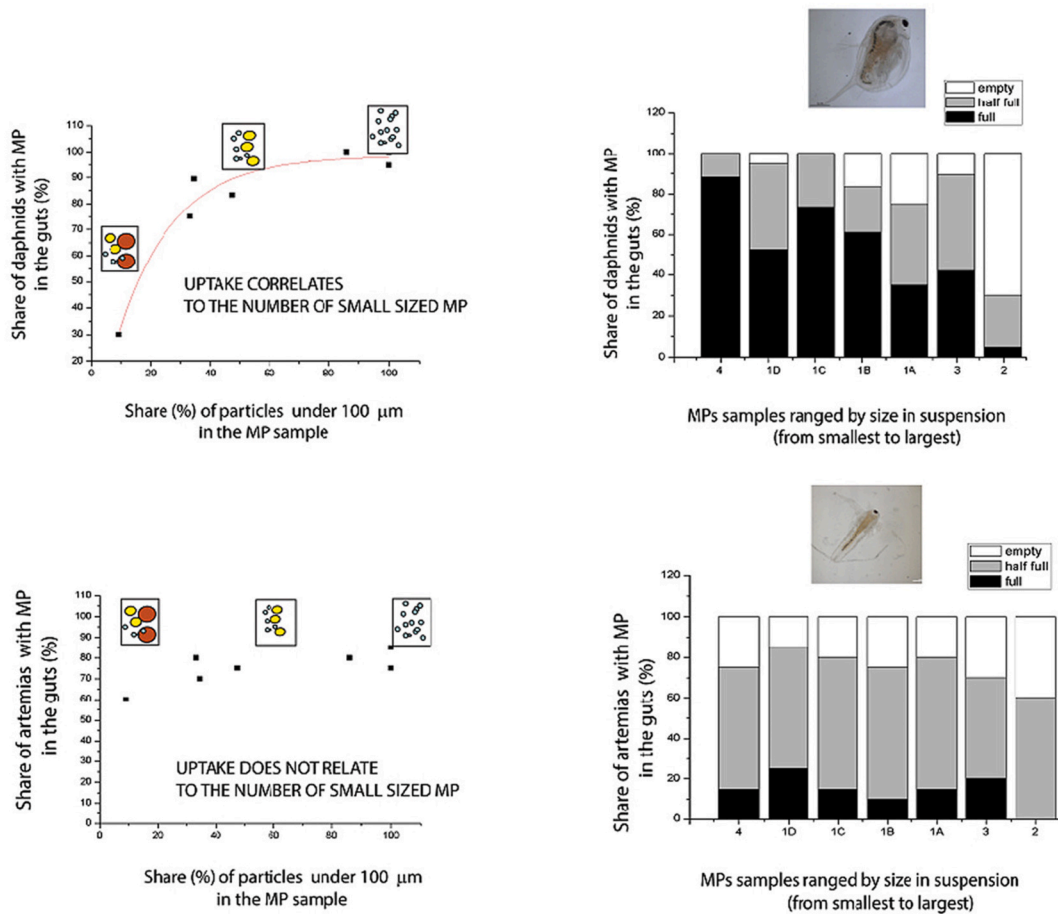 Share of daphnids with MP
in the guts (%)
110
100
90
80
70
60
50
40
30
20
0
20
40
60
80
100
UPTAKE CORRELATES
TO THE NUMBER OF SMALL SIZED MP
Share (%) of particles under 100 μm
in the MP sample
empty
half full
full
Share of daphnids with MP
in the guts (%)
120
100
80
60
40
20
0
4
1D
1C
1B
1A
3
2
MPs samples ranged by size in suspension
(from smallest to largest)
Share of artemias with MP
in the guts (%)
110
100
90
80
70
60
50
40
30
20
10
0
0
20
40
60
80
100
UPTAKE DOES NOT RELATE
TO THE NUMBER OF SMALL SIZED MP
Share (%) of particles under 100 μm
in the MP sample
empty
half full
full
Share of artemias with MP
in the guts (%)
120
100
80
60
40
20
0
4
1D
1C
1B
1A
3
2
MPs samples ranged by size in suspension
(from smallest to largest)